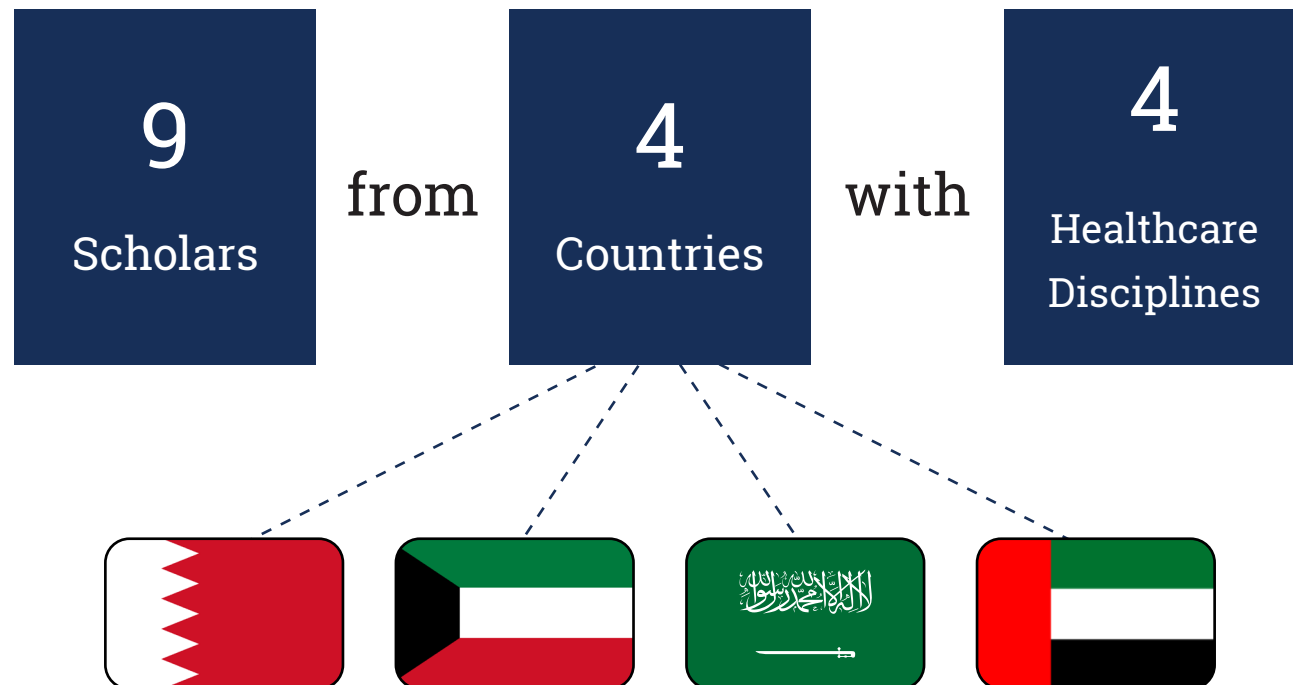 9
Scholars
from
4
Countries
with
4
Healthcare
Disciplines
لا إله إلا الله محمد رسول الله